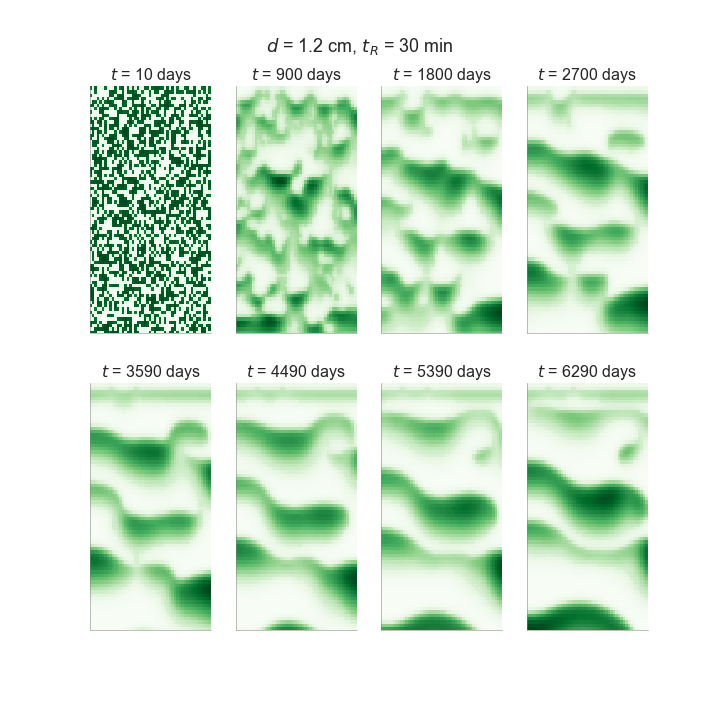 d = 1.2 cm, t_R = 30 min
t = 10 days
t = 900 days
t = 1800 days
t = 2700 days
t = 3590 days
t = 4490 days
t = 5390 days
t = 6290 days